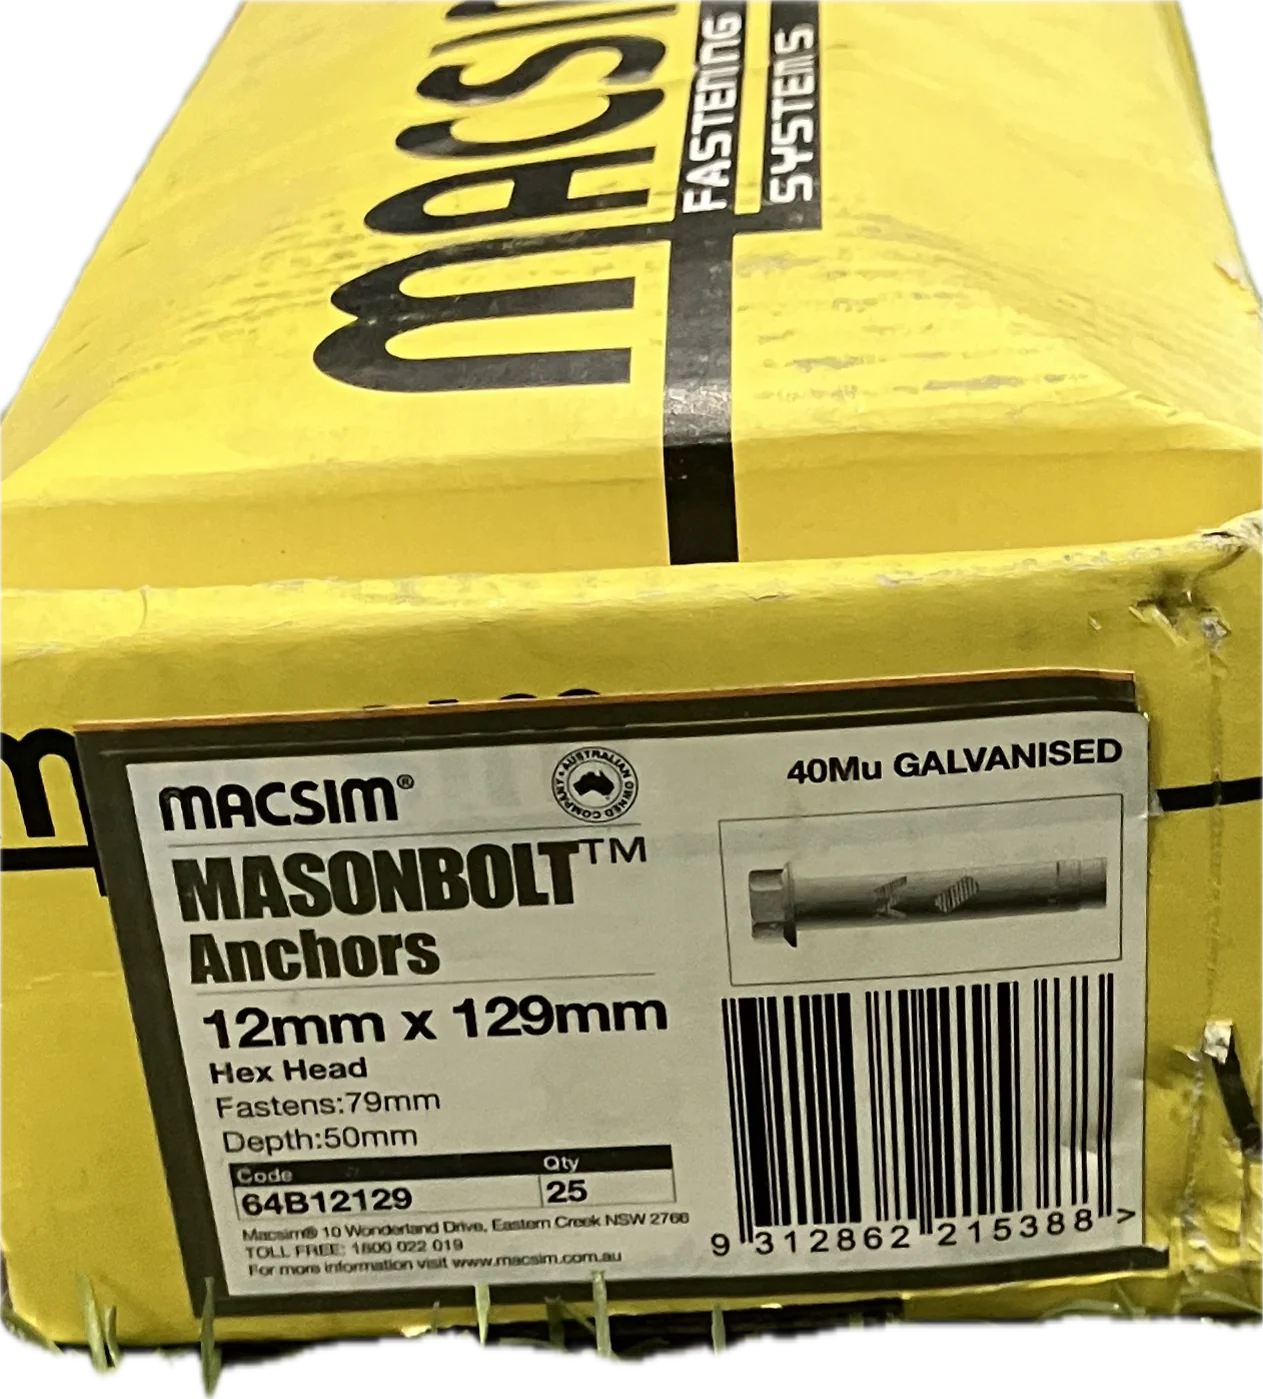 MACSIM
FASTENING
SYSTEMS
MACSIM®
AUSTRALIAN OWNED COMPANY
40Mu GALVANISED
MASONBOLT™
Anchors
12mm x 129mm
Hex Head
Fastens:79mm
Depth:50mm
Code Qty
64B12129 25
Macsim® 10 Wonderland Drive, Eastern Creek NSW 2766
TOLL FREE: 1800 022 019
For more information visit www.macsim.com.au
9 312862 215388 >